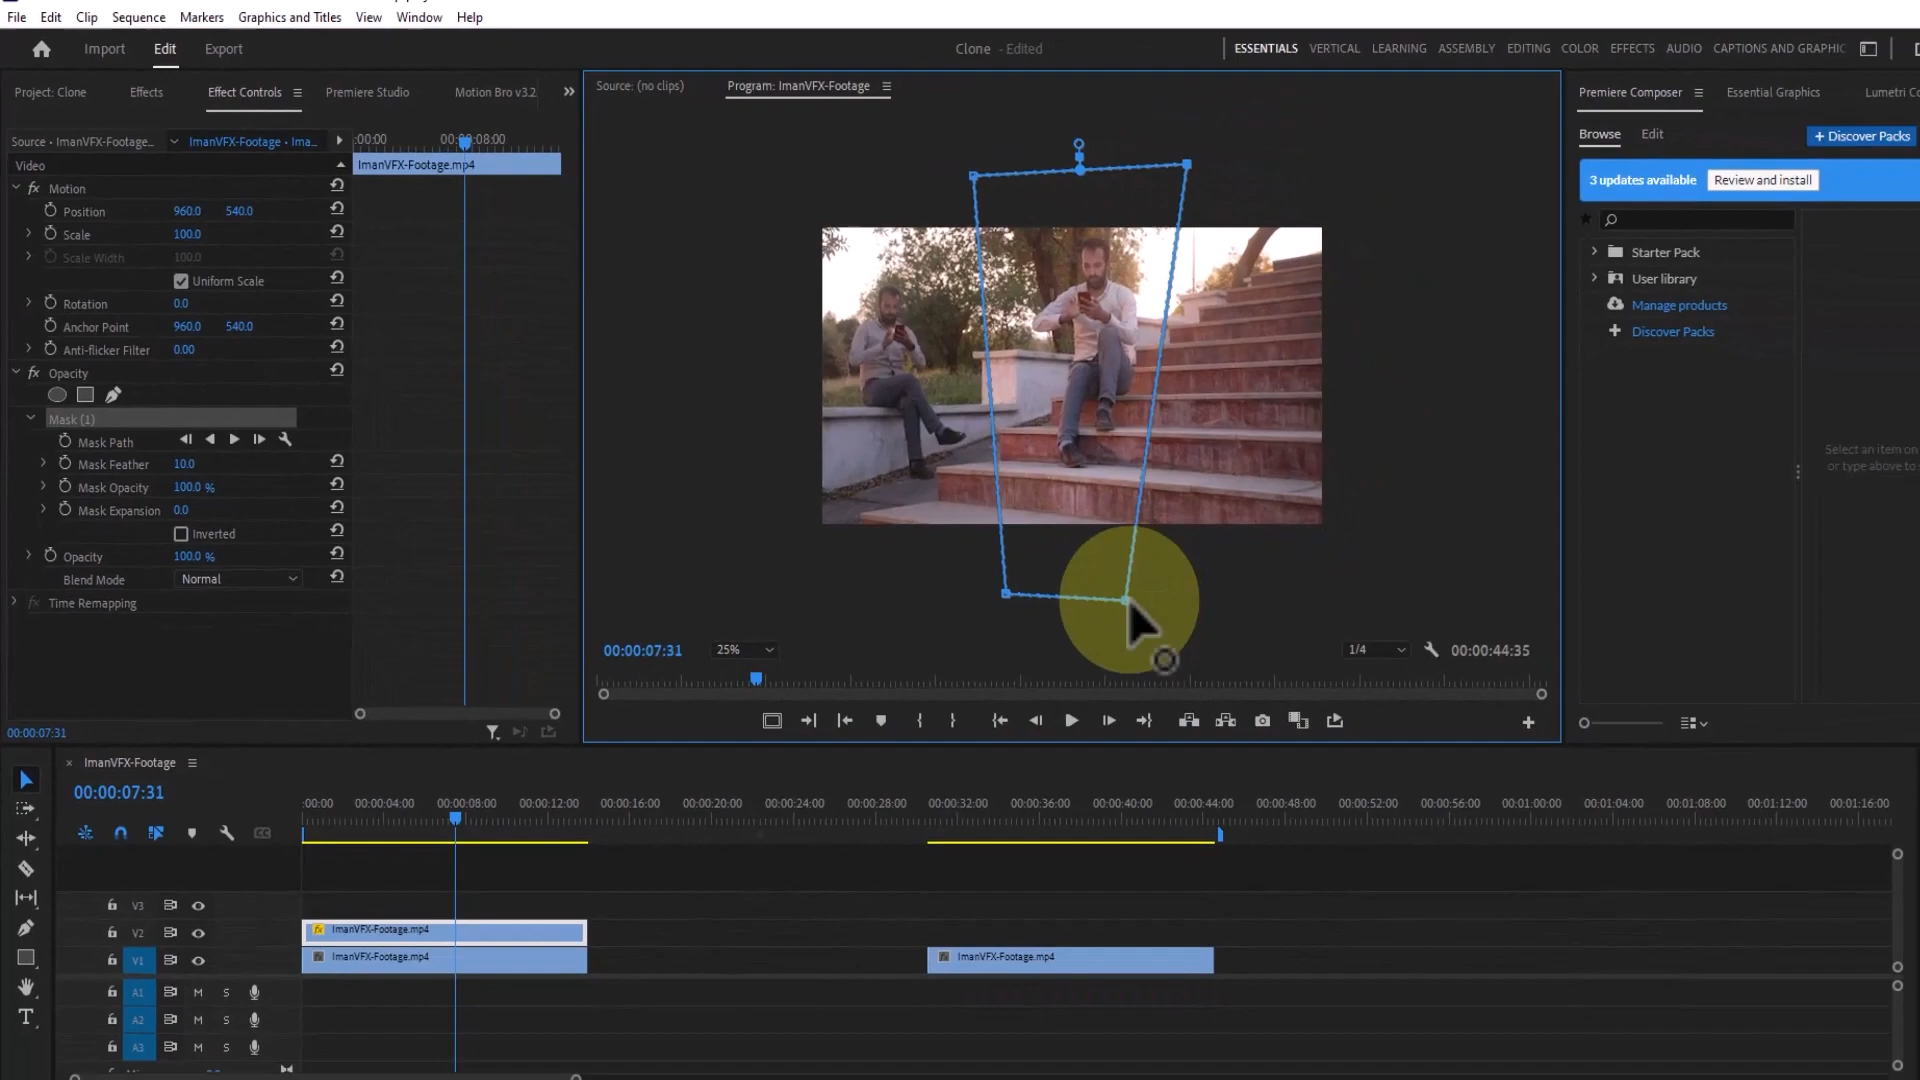 File Edit Clip Sequence Markers Graphics and Titles View Window Help
Import Edit Export
Clone - Edited
ESSENTIALS VERTICAL LEARNING ASSEMBLY EDITING COLOR EFFECTS AUDIO CAPTIONS AND GRAPHIC
Project: Clone Effects Effect Controls Premiere Studio Motion Bro v3.2
Source • ImanVFX-Footage... ImanVFX-Footage • Ima...
:00:00 00:00:08:00
Video
ImanVFX-Footage.mp4
fx Motion
Position 960.0 540.0
Scale 100.0
Scale Width 100.0
Uniform Scale
Rotation 0.0
Anchor Point 960.0 540.0
Anti-flicker Filter 0.00
fx Opacity
Mask (1)
Mask Path
Mask Feather 10.0
Mask Opacity 100.0 %
Mask Expansion 0.0
Inverted
Opacity 100.0 %
Blend Mode Normal
fx Time Remapping
00:00:07:31
Source: (no clips) Program: ImanVFX-Footage
00:00:07:31 25% 1/4 00:00:44:35
Premiere Composer Essential Graphics Lumetri Co
Browse Edit + Discover Packs
3 updates available Review and install
Starter Pack
User library
Manage products
Discover Packs
Select an item on
or type above to s
ImanVFX-Footage
00:00:07:31
:00:00 00:00:04:00 00:00:08:00 00:00:12:00 00:00:16:00 00:00:20:00 00:00:24:00 00:00:28:00 00:00:32:00 00:00:36:00 00:00:40:00 00:00:44:00 00:00:48:00 00:00:52:00 00:00:56:00 00:01:00:00 00:01:04:00 00:01:08:00 00:01:12:00 00:01:16:00
V3
V2 fx ImanVFX-Footage.mp4
V1 fx ImanVFX-Footage.mp4 fx ImanVFX-Footage.mp4
A1 M S
A2 M S
A3 M S